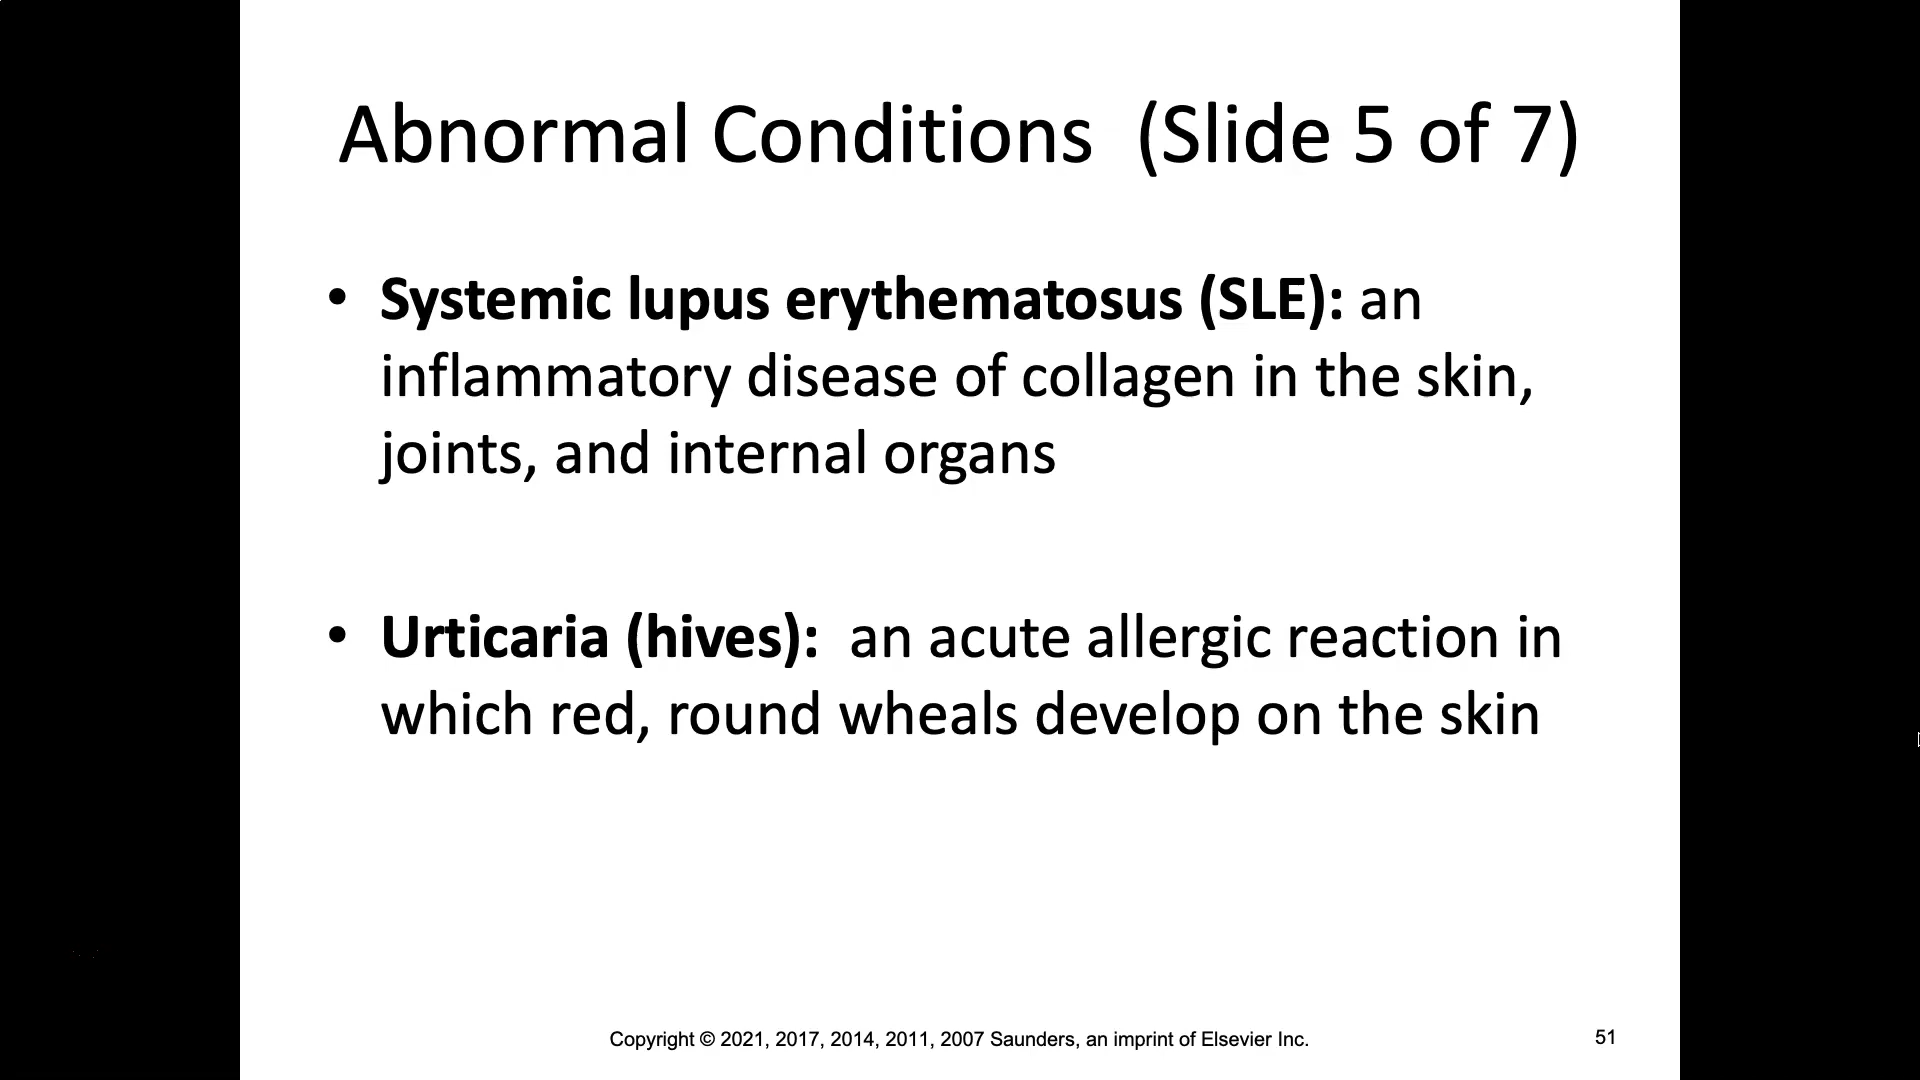 Abnormal Conditions  (Slide 5 of 7)
• Systemic lupus erythematosus (SLE): an
inflammatory disease of collagen in the skin,
joints, and internal organs
• Urticaria (hives):  an acute allergic reaction in
which red, round wheals develop on the skin
Copyright © 2021, 2017, 2014, 2011, 2007 Saunders, an imprint of Elsevier Inc.
51